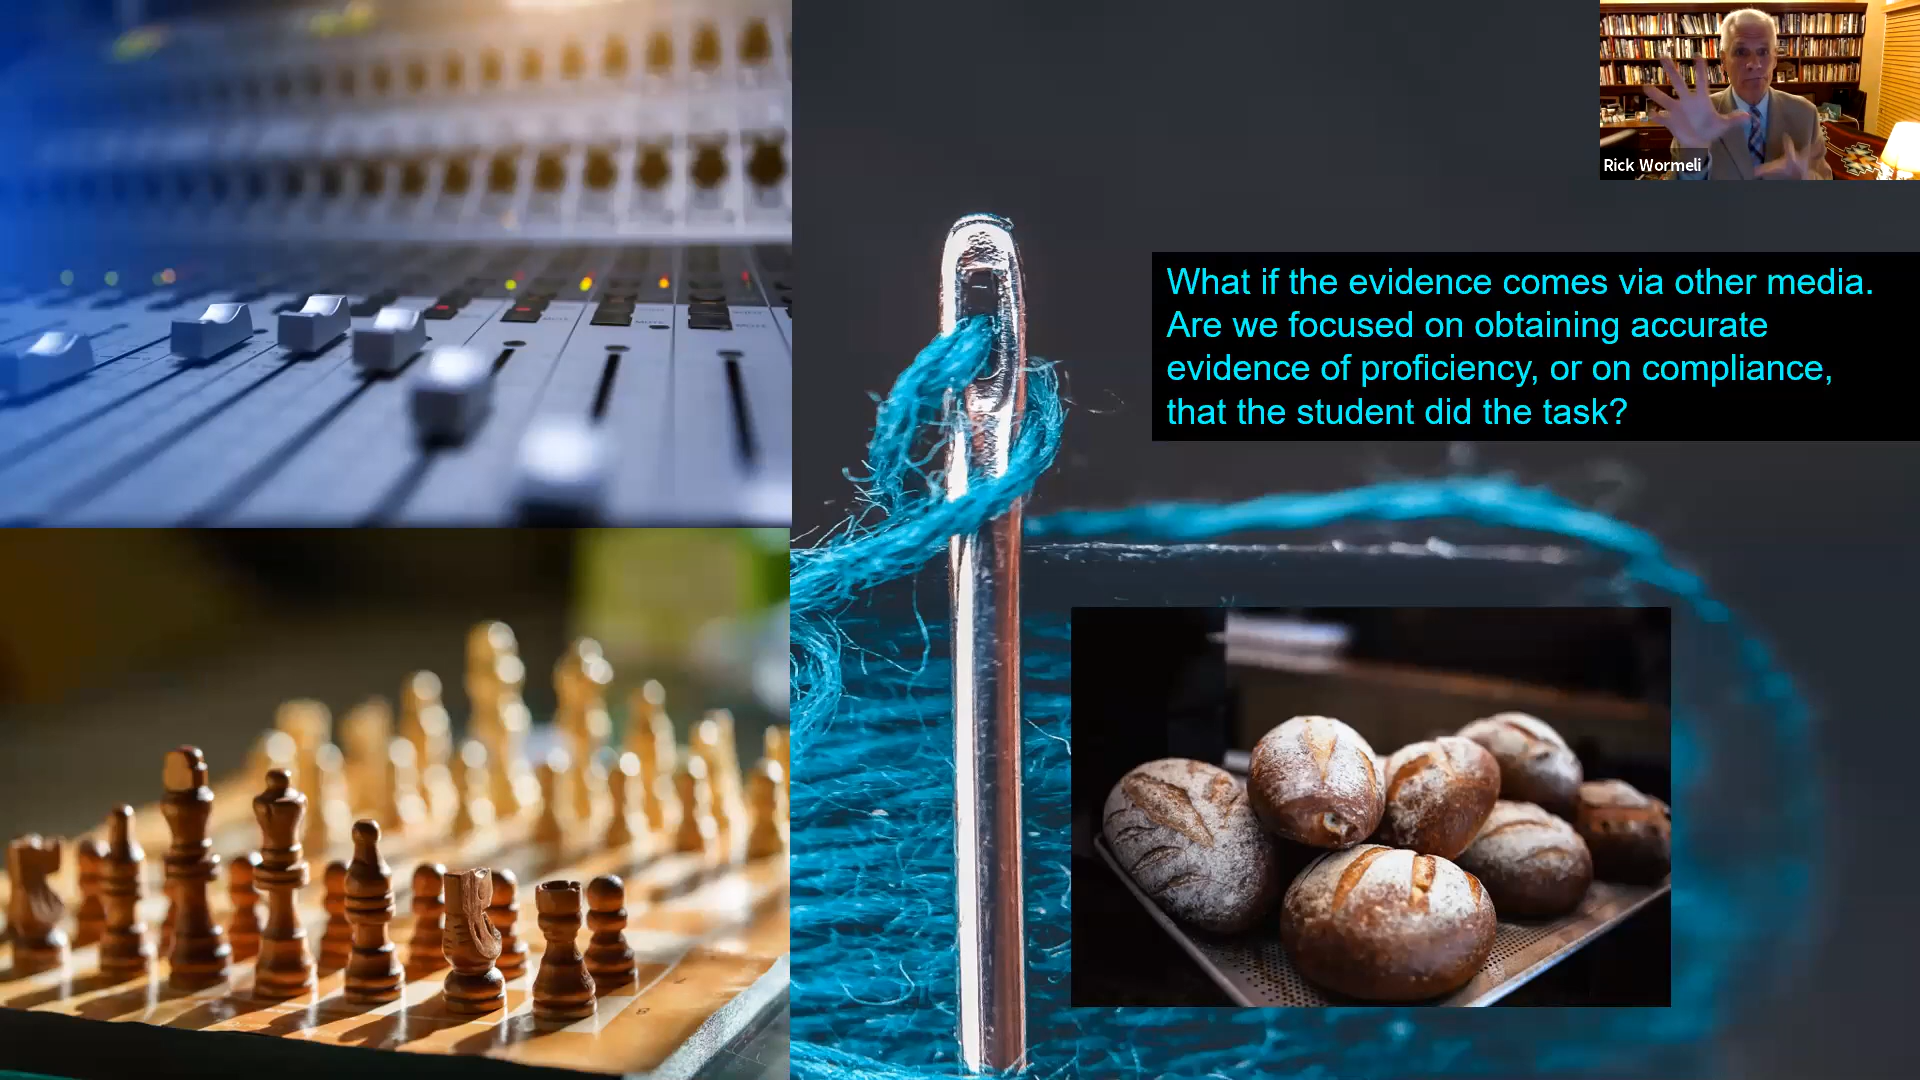 Rick Wormeli
What if the evidence comes via other media.
Are we focused on obtaining accurate
evidence of proficiency, or on compliance,
that the student did the task?